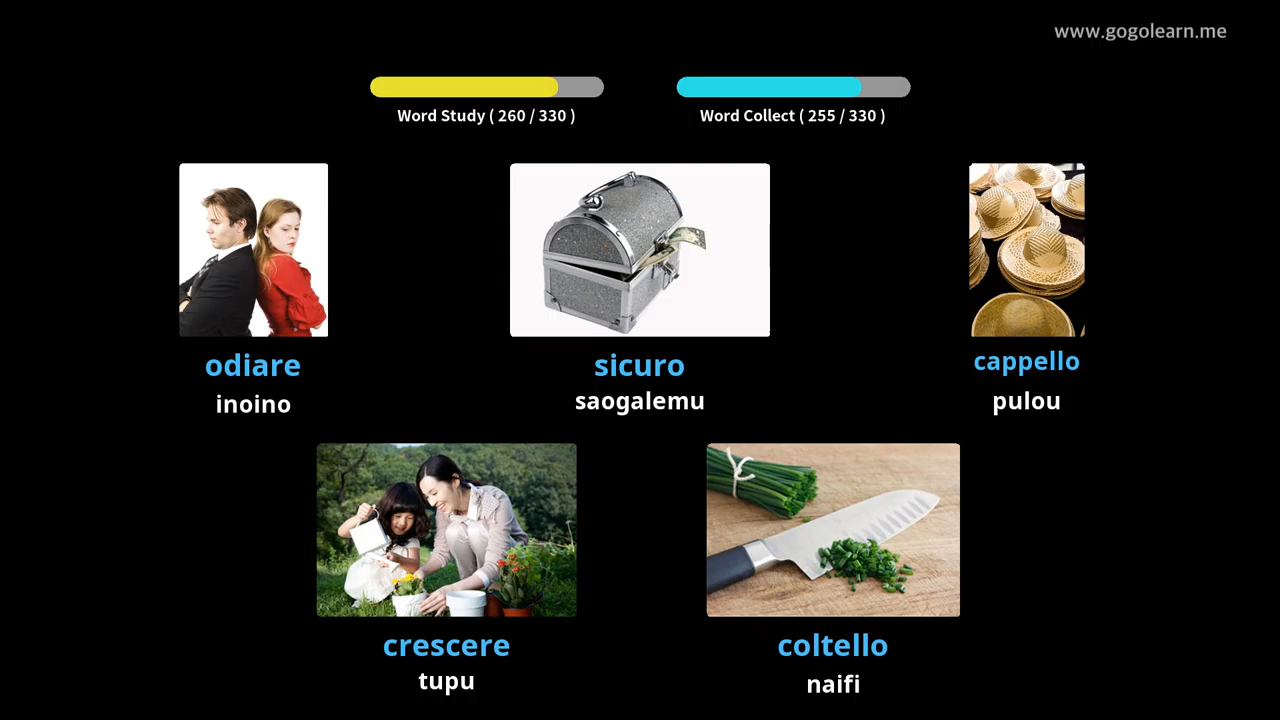 www.gogolearn.me
Word Study ( 260 / 330 )
Word Collect ( 255 / 330 )
odiare
inoino
sicuro
saogalemu
cappello
pulou
crescere
tupu
coltello
naifi